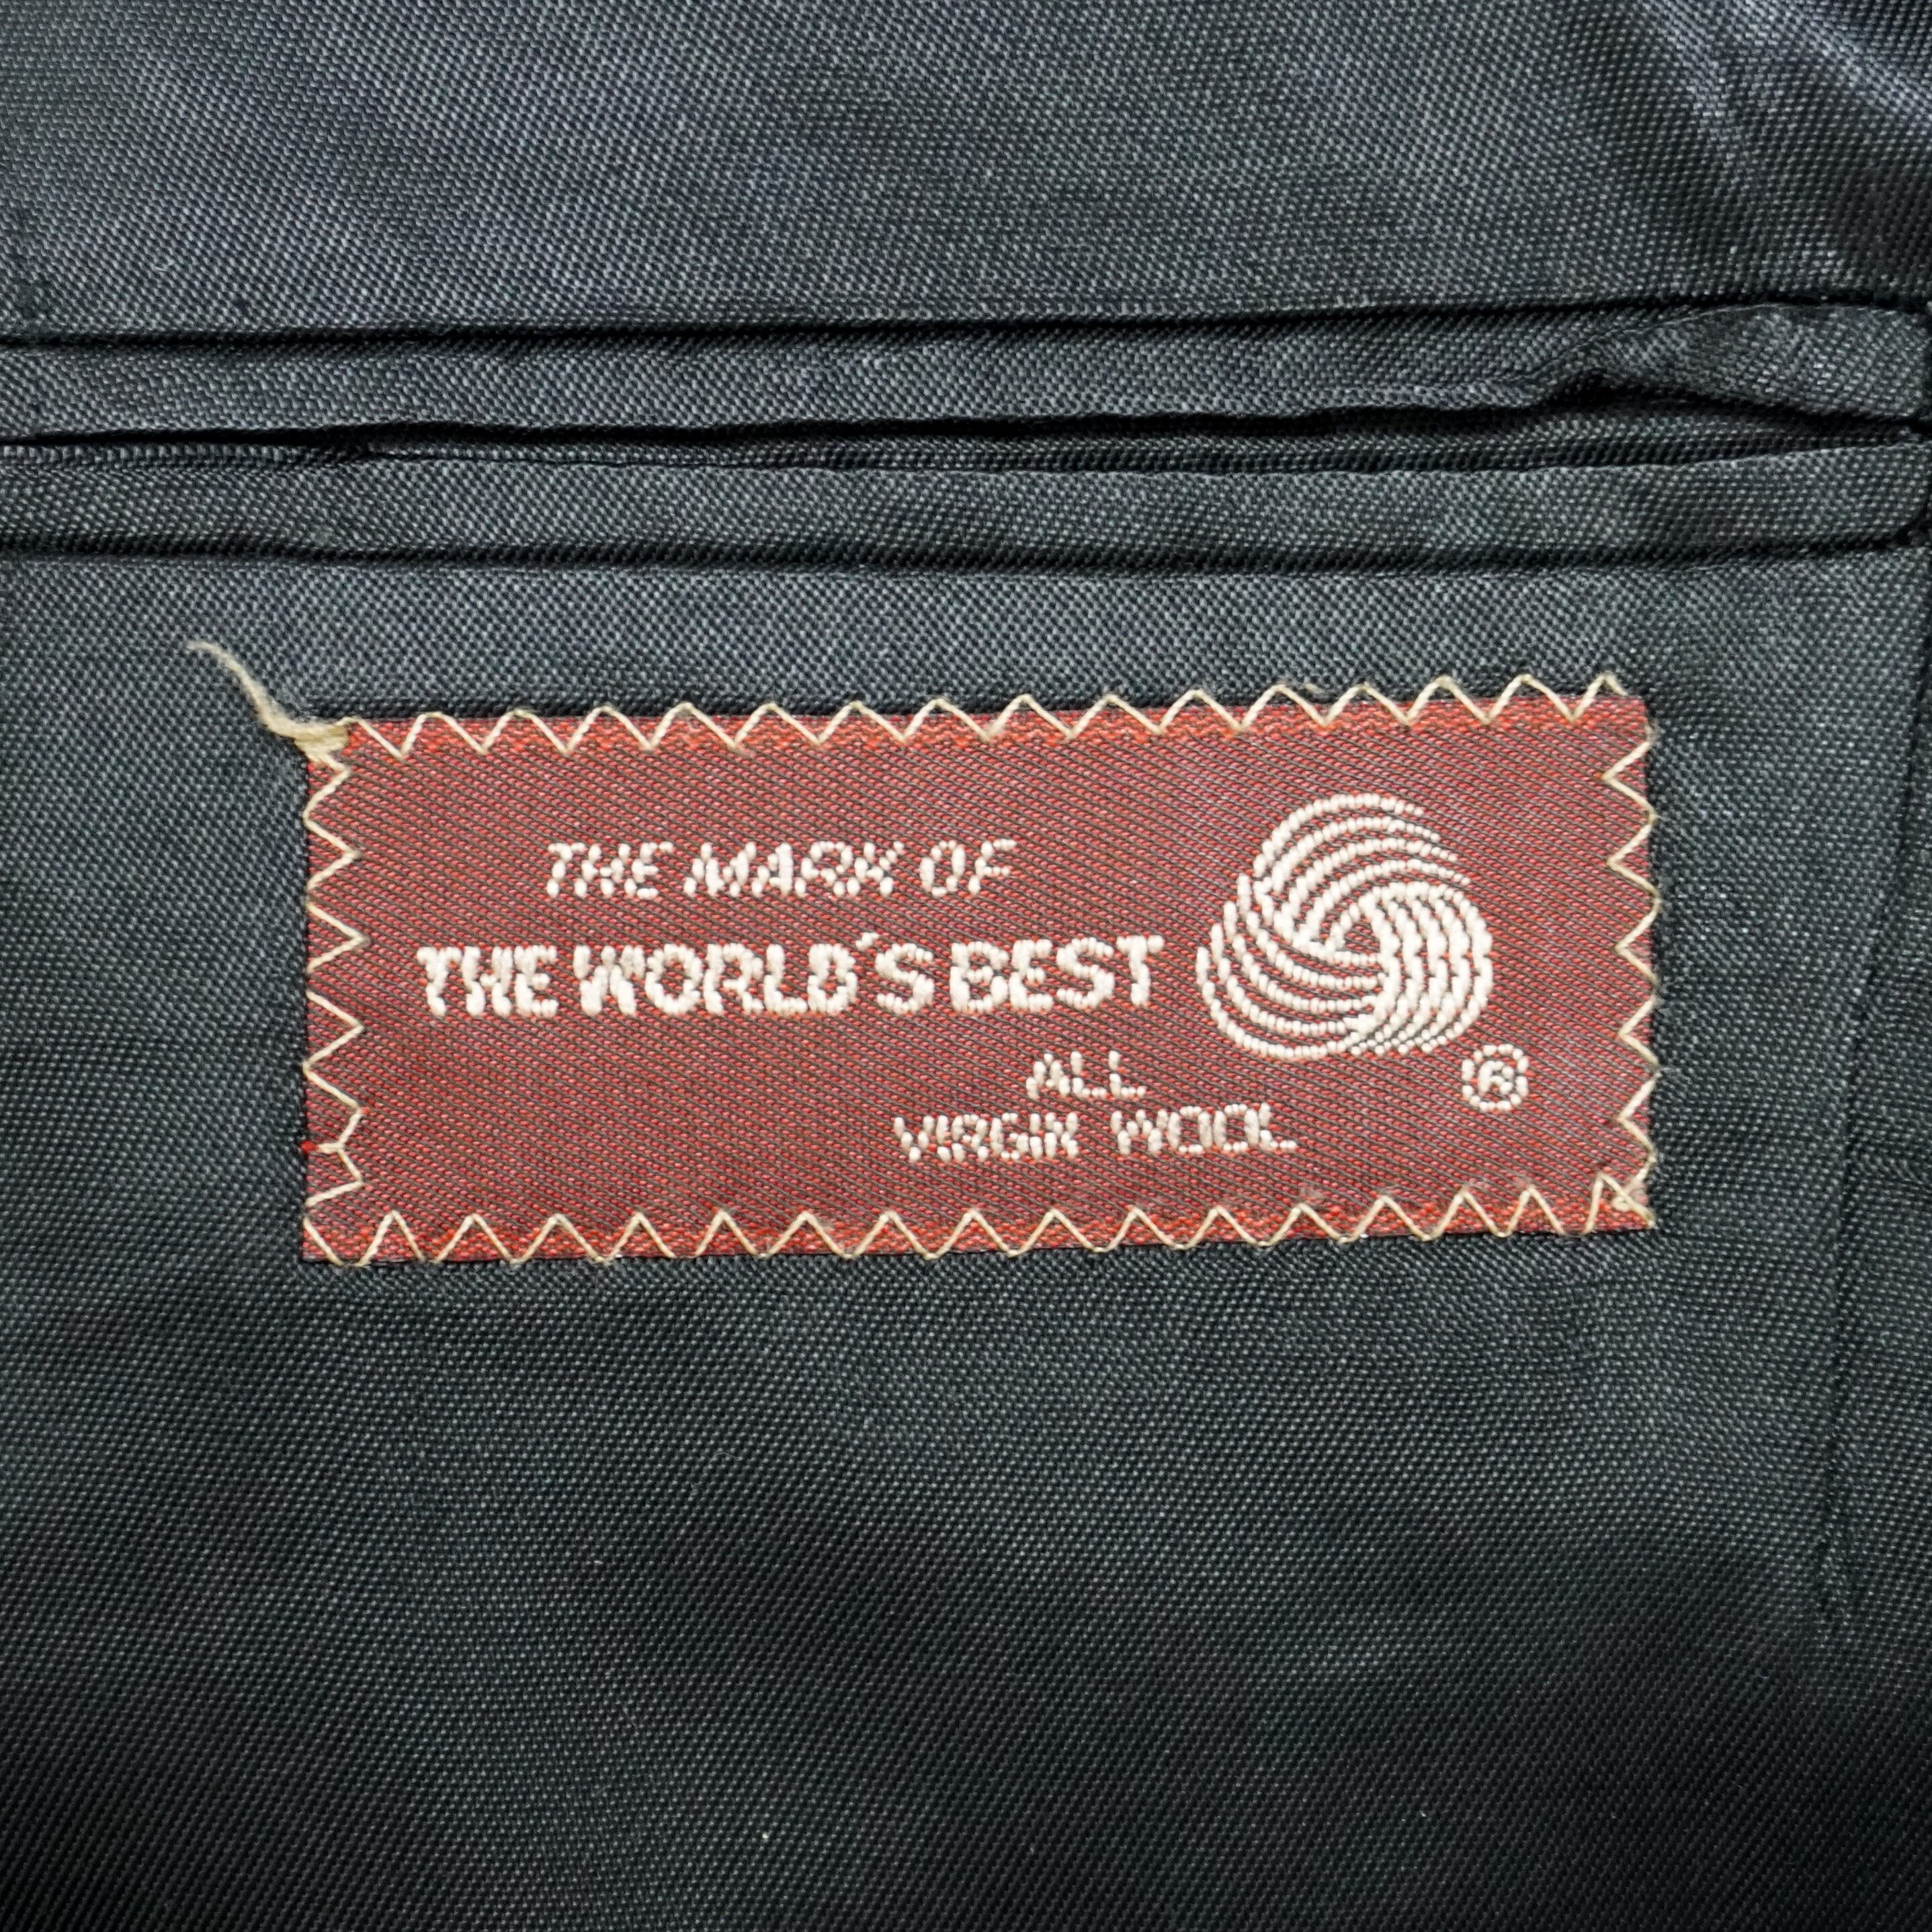 THE MARK OF
THE WORLD'S BEST
ALL
VIRGIN WOOL
®